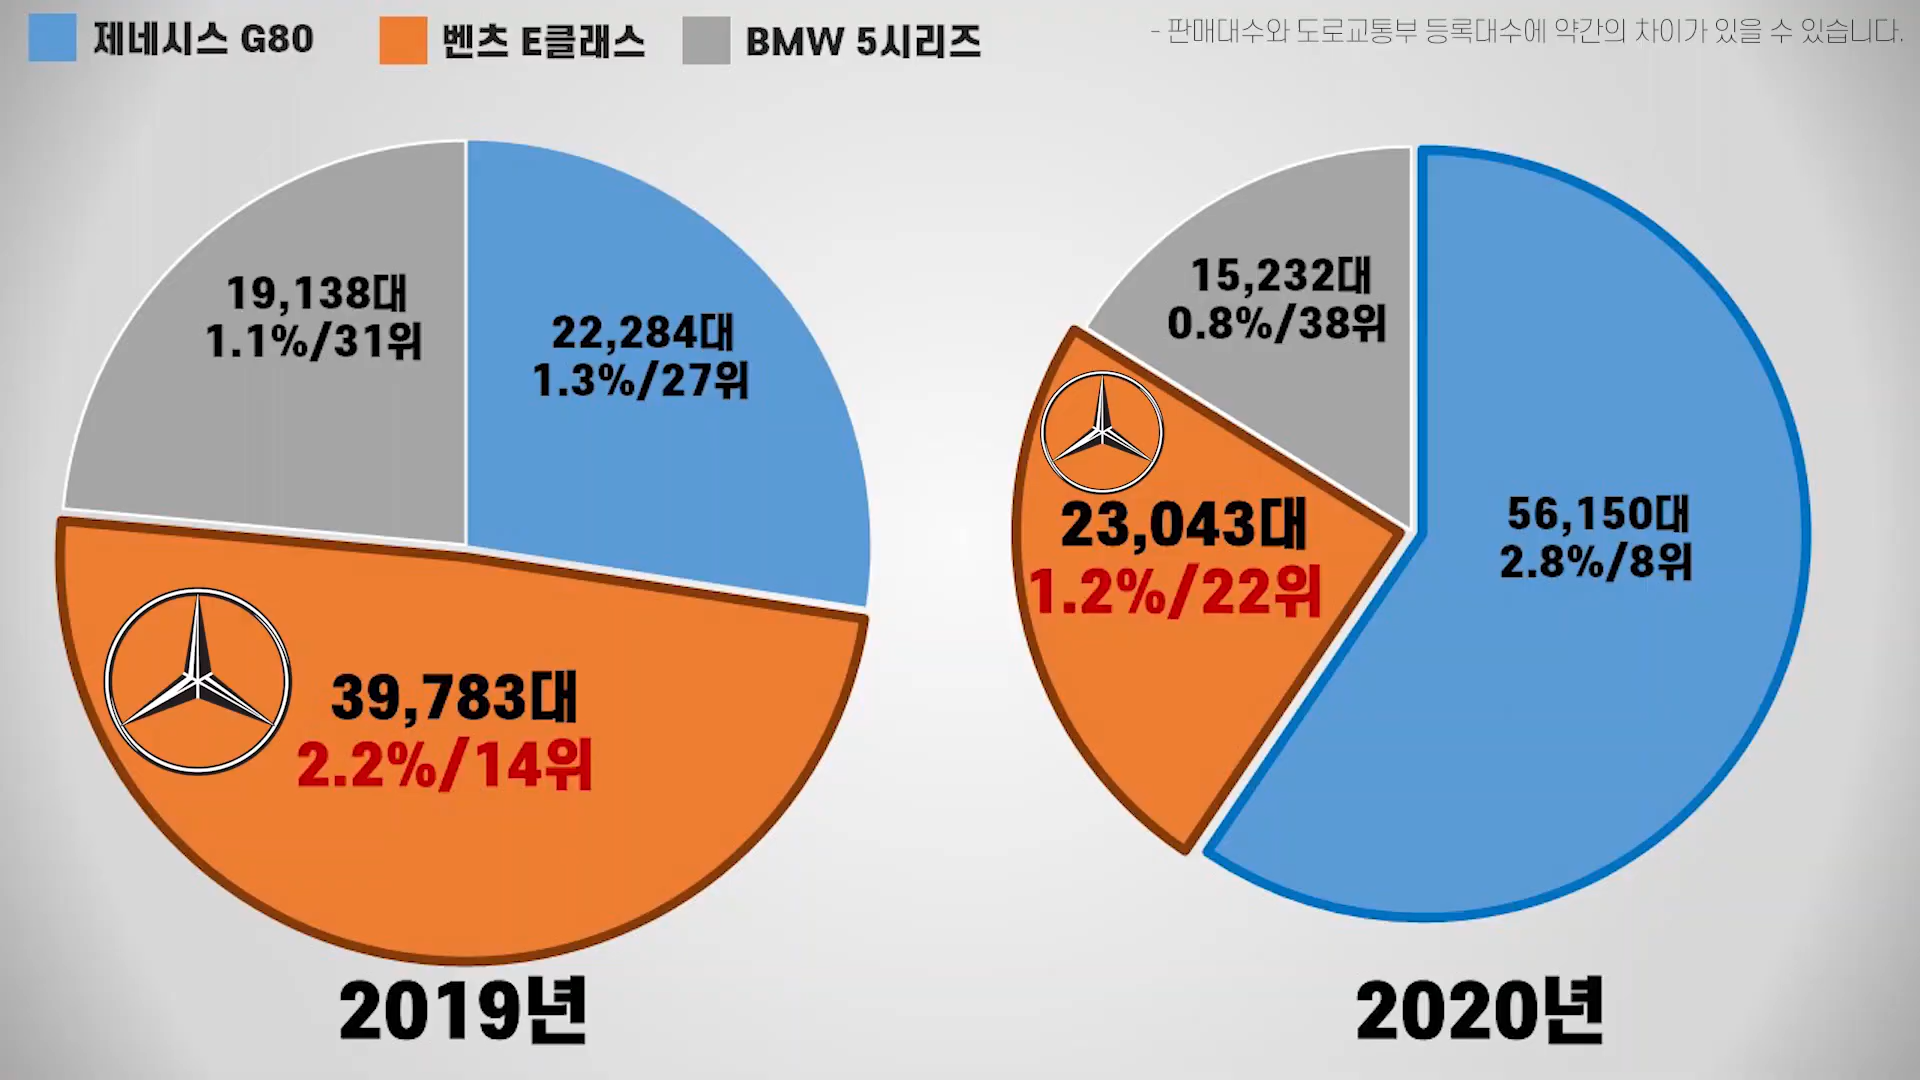 제네시스 G80
벤츠 E클래스
BMW 5시리즈
- 판매대수와 도로교통부 등록대수에 약간의 차이가 있을 수 있습니다.
19,138대
1.1%/31위
22,284대
1.3%/27위
39,783대
2.2%/14위
2019년
15,232대
0.8%/38위
23,043대
1.2%/22위
56,150대
2.8%/8위
2020년